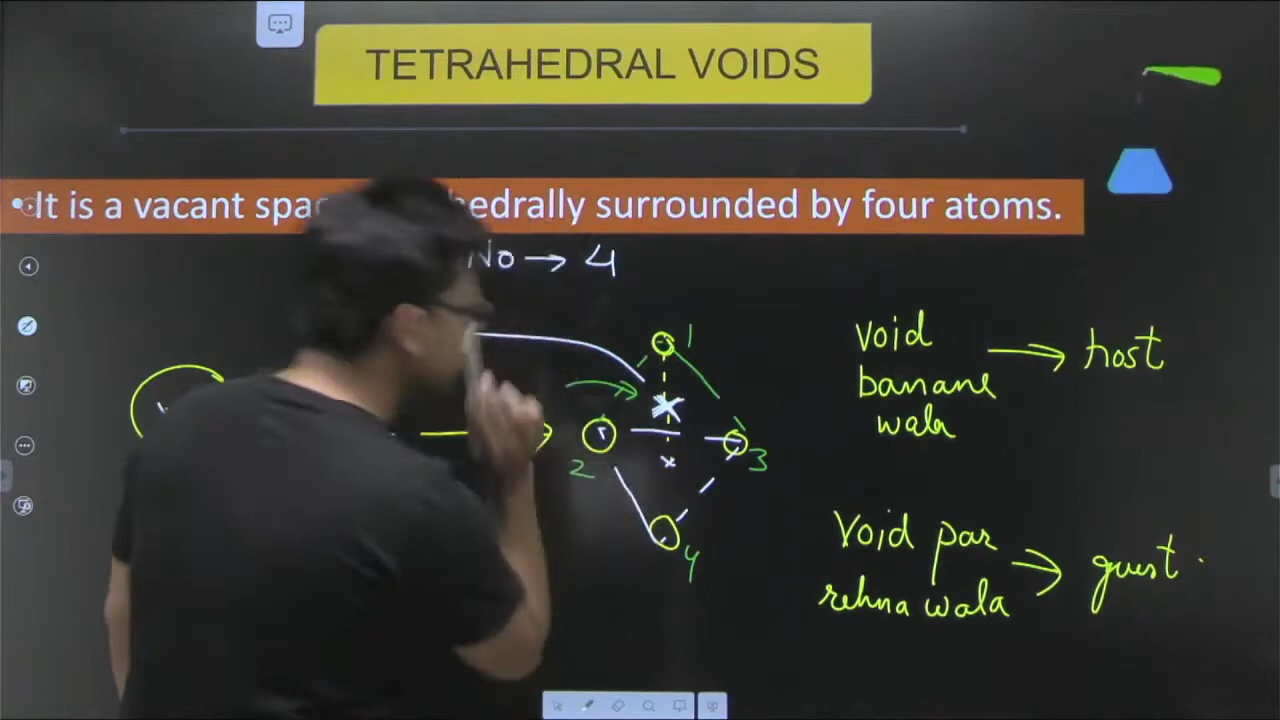 TETRAHEDRAL VOIDS
It is a vacant hedrally surrounded by four atoms.
No → 4
1
2
3
4
void
banane
wala → host
Void par
rehna wala → guest